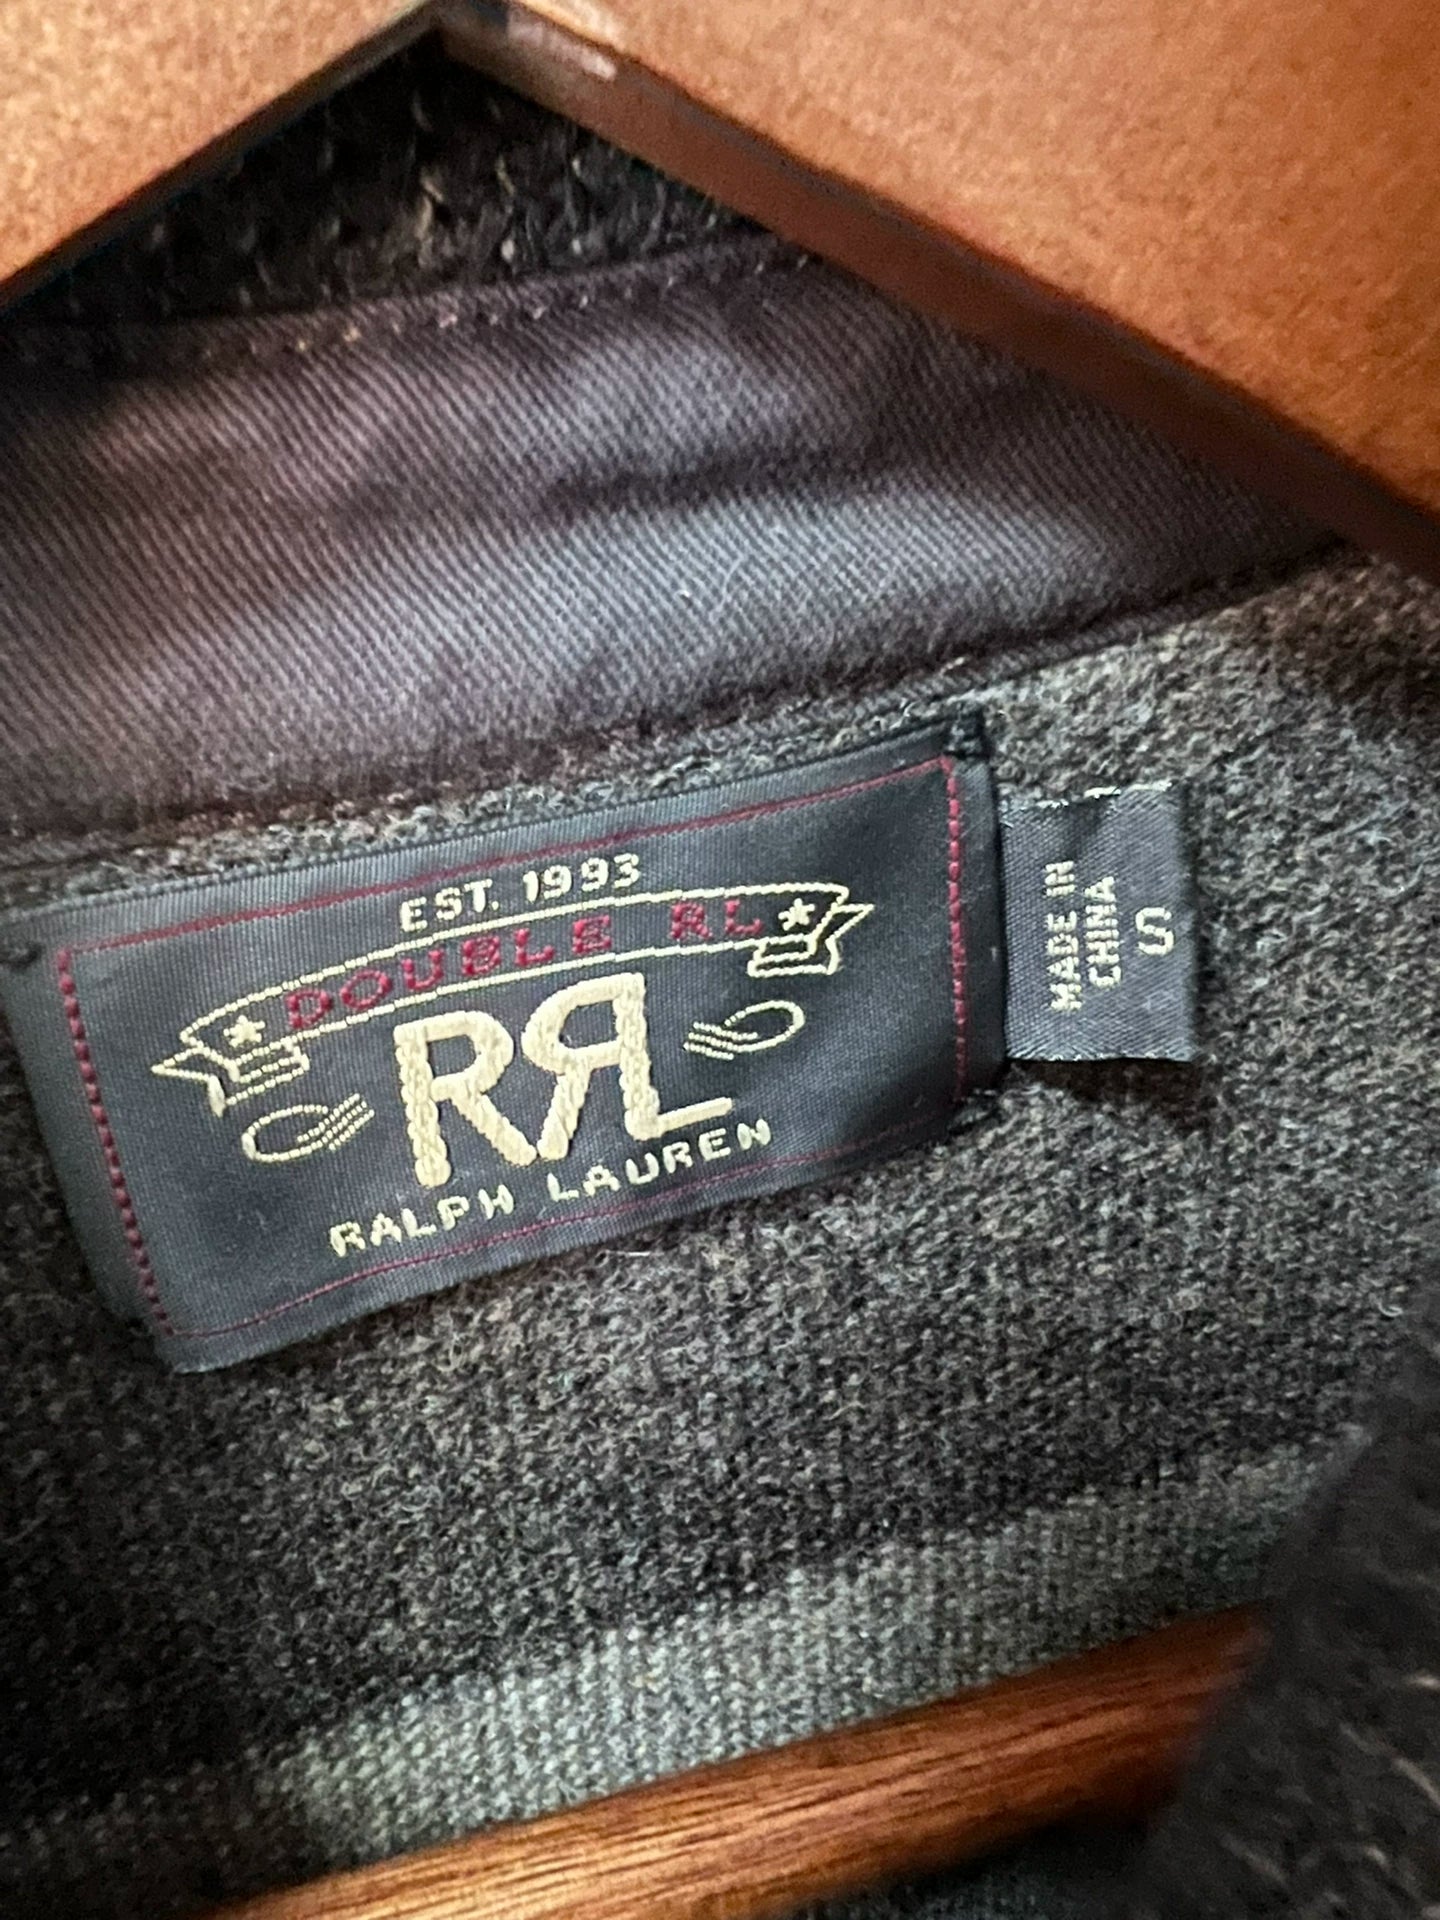 EST. 1993
DOUBLE RL
RRL
RALPH LAUREN
MADE IN
CHINA
S